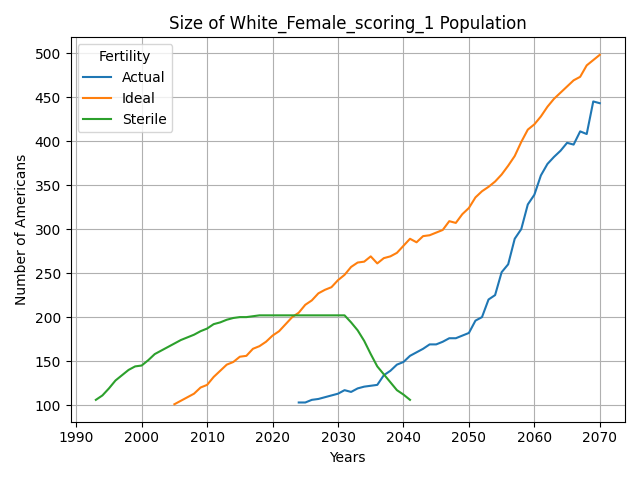 Size of White_Female_scoring_1 Population
Fertility
Actual
Ideal
Sterile
Number of Americans
500
450
400
350
300
250
200
150
100
1990 2000 2010 2020 2030 2040 2050 2060 2070
Years